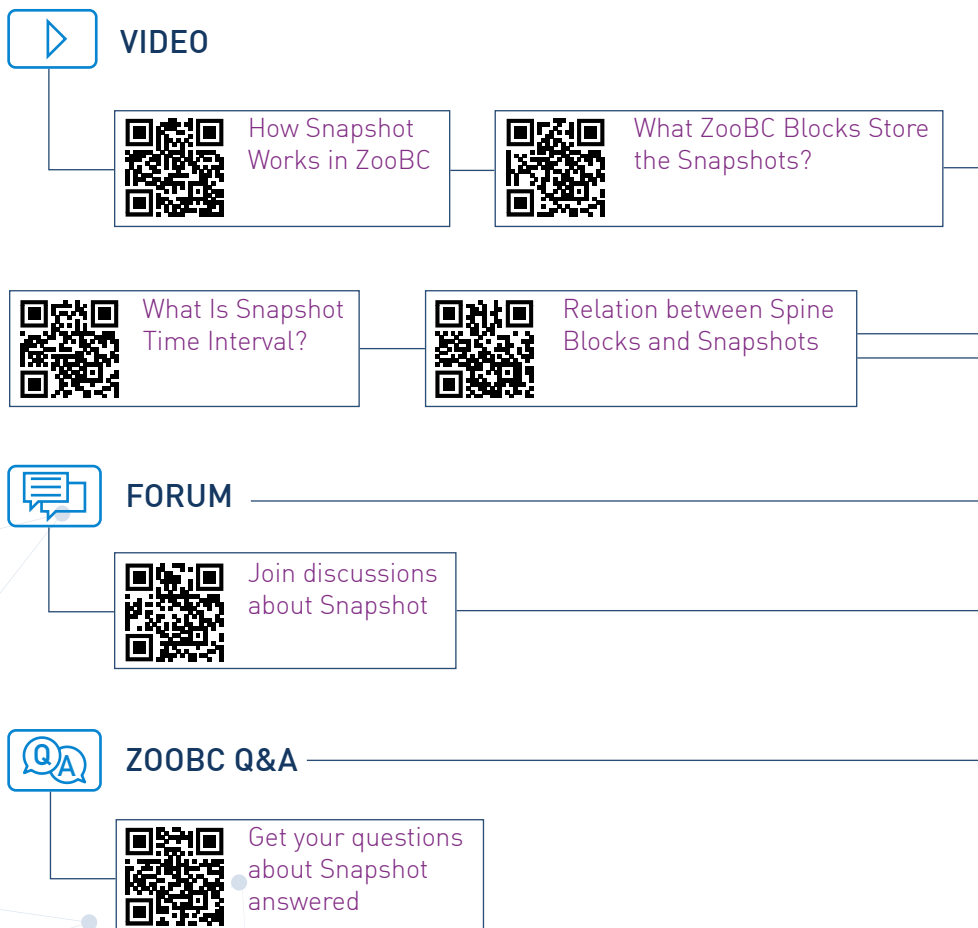 VIDEO
How Snapshot
Works in ZooBC
What ZooBC Blocks Store
the Snapshots?
What Is Snapshot
Time Interval?
Relation between Spine
Blocks and Snapshots
FORUM
Join discussions
about Snapshot
Q A
ZOOBC Q&A
Get your questions
about Snapshot
answered